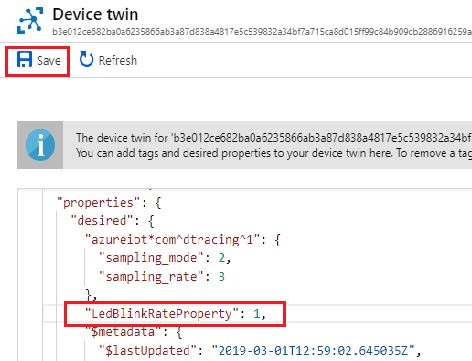 Device twin
b3e012ce682ba0a6235866ab3a87d838a4817e5c539832a34bf7a715ca8d015ff99c84b909cb2886916259a
Save Refresh
The device twin for 'b3e012ce682ba0a6235866ab3a87d838a4817e5c539832a34bf
You can add tags and desired properties to your device twin here. To remove a tag
"properties": {
"desired": {
"azureiot*com^dtracing^1": {
"sampling_mode": 2,
"sampling_rate": 3
},
"LedBlinkRateProperty": 1,
"$metadata": {
"$lastUpdated": "2019-03-01T12:59:02.645035Z",